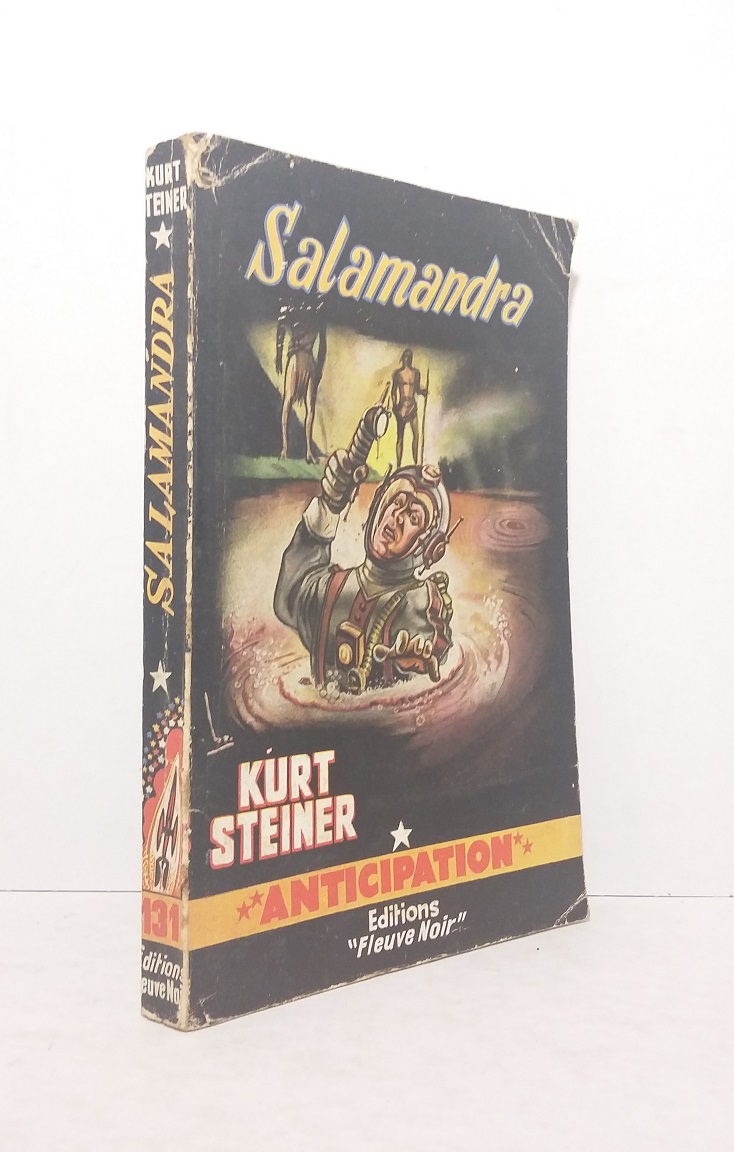 KURT
STEINER
SALAMANDRA
131
Editions
Salamandra
KURT
STEINER
ANTICIPATION
Editions
"Fleuve Noir"